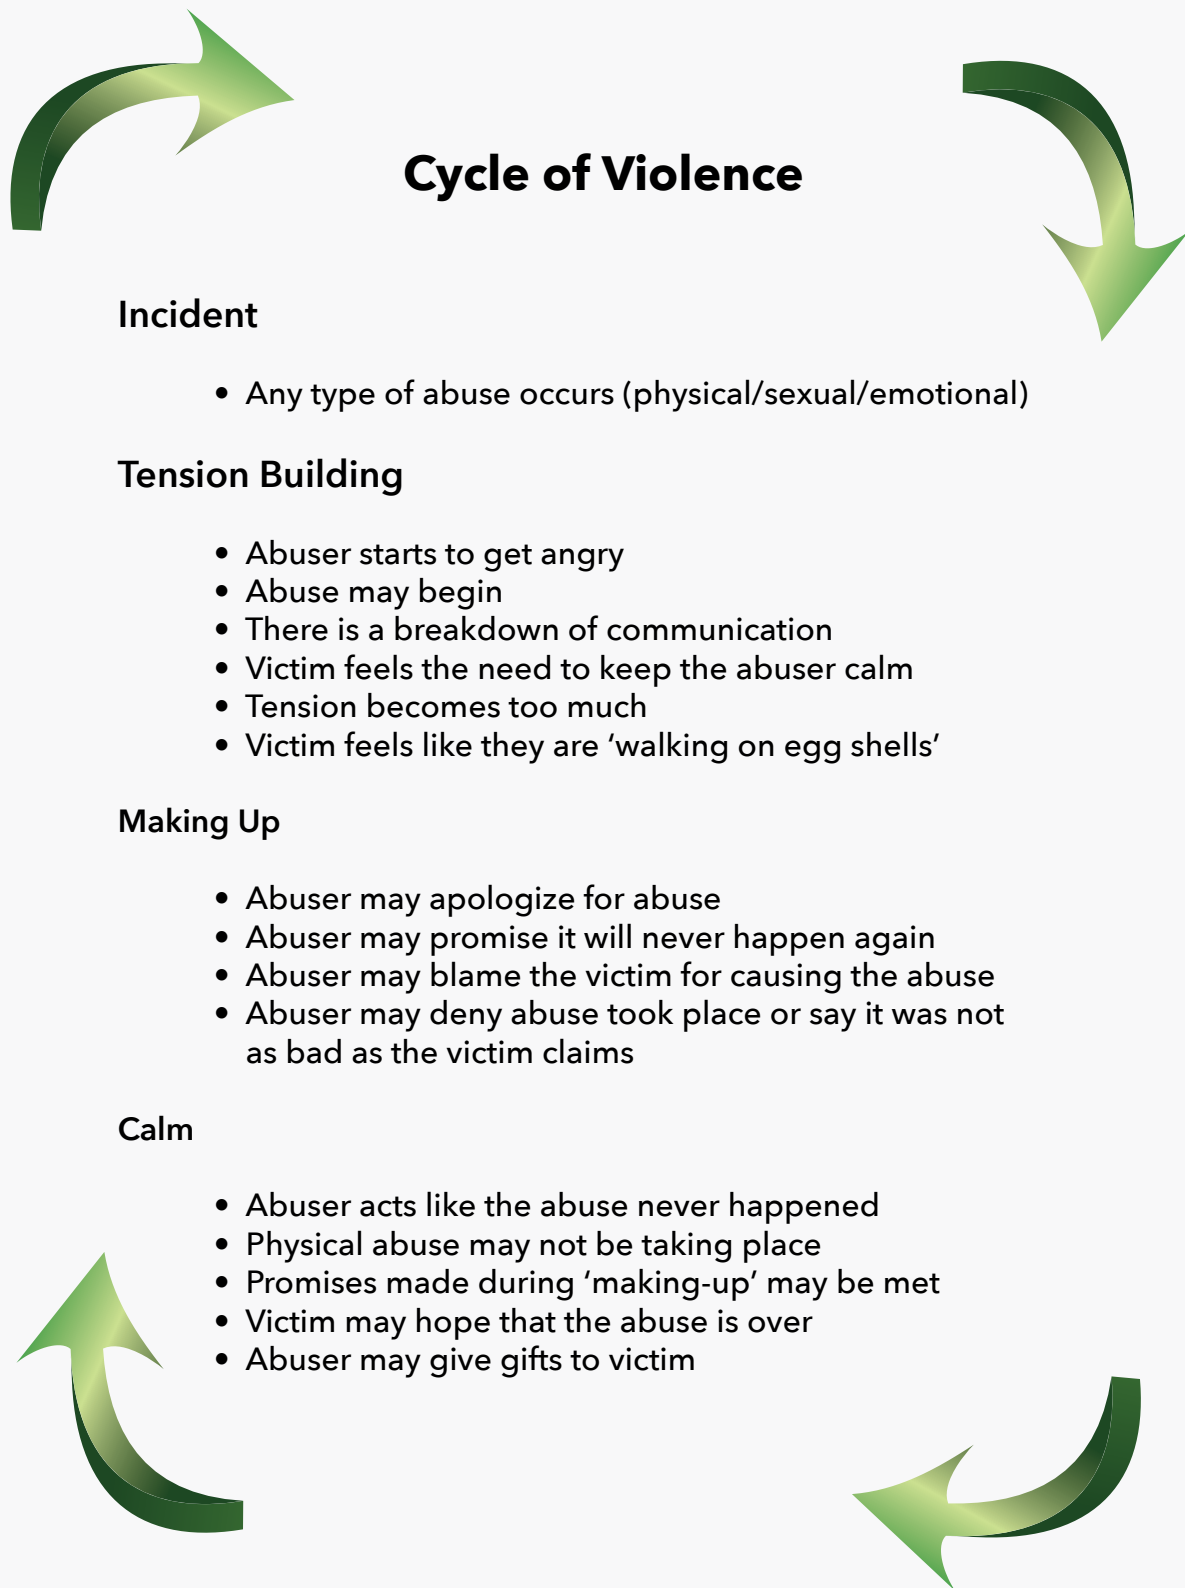 Cycle of Violence
Incident
• Any type of abuse occurs (physical/sexual/emotional)
Tension Building
• Abuser starts to get angry
• Abuse may begin
• There is a breakdown of communication
• Victim feels the need to keep the abuser calm
• Tension becomes too much
• Victim feels like they are ‘walking on egg shells’
Making Up
• Abuser may apologize for abuse
• Abuser may promise it will never happen again
• Abuser may blame the victim for causing the abuse
• Abuser may deny abuse took place or say it was not
as bad as the victim claims
Calm
• Abuser acts like the abuse never happened
• Physical abuse may not be taking place
• Promises made during ‘making-up’ may be met
• Victim may hope that the abuse is over
• Abuser may give gifts to victim